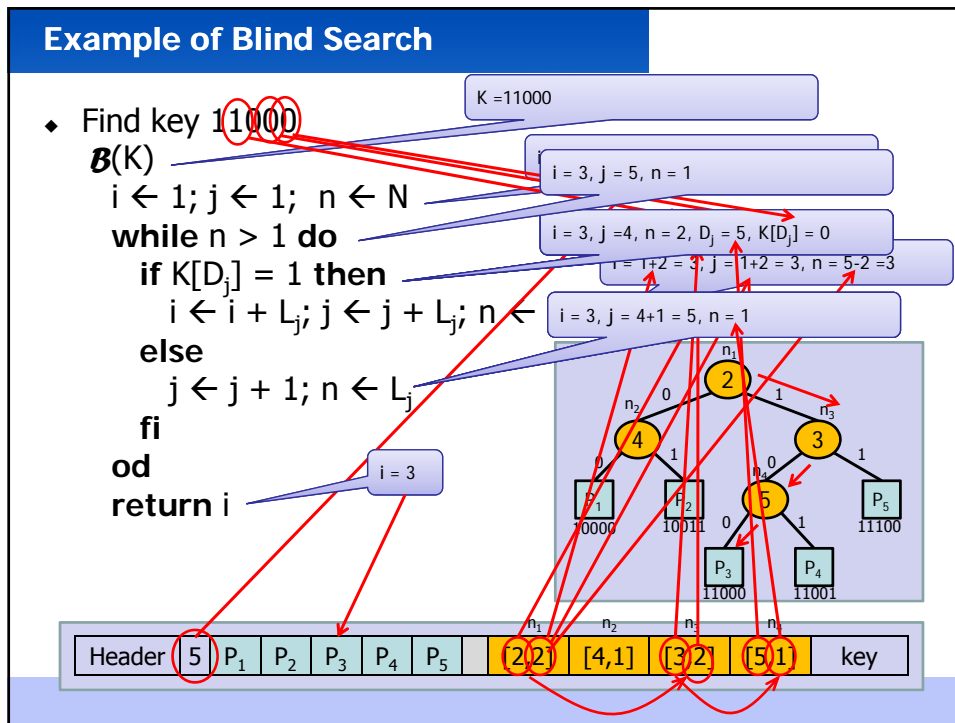 Example of Blind Search
K =11000
◆ Find key 11000
B(K)
i
i = 3, j = 5, n = 1
i ← 1; j ← 1; n ← N
i = 3, j =4, n = 2, Dj = 5, K[Dj] = 0
while n > 1 do
i = 1+2 = 3, j = 1+2 = 3, n = 5-2 =3
if K[Dj] = 1 then
i = 3, j = 4+1 = 5, n = 1
i ← i + Lj; j ← j + Lj; n ←
else
j ← j + 1; n ← Lj
fi
od
i = 3
return i
n1
2
0 1
n2 n3
4 3
0 1 n4 0 1
P1 P2 5 P5
10000 10011 0 1 11100
P3 P4
11000 11001
n1 n2 n3
Header 5 P1 P2 P3 P4 P5 [2,2] [4,1] [3,2] [5,1] key